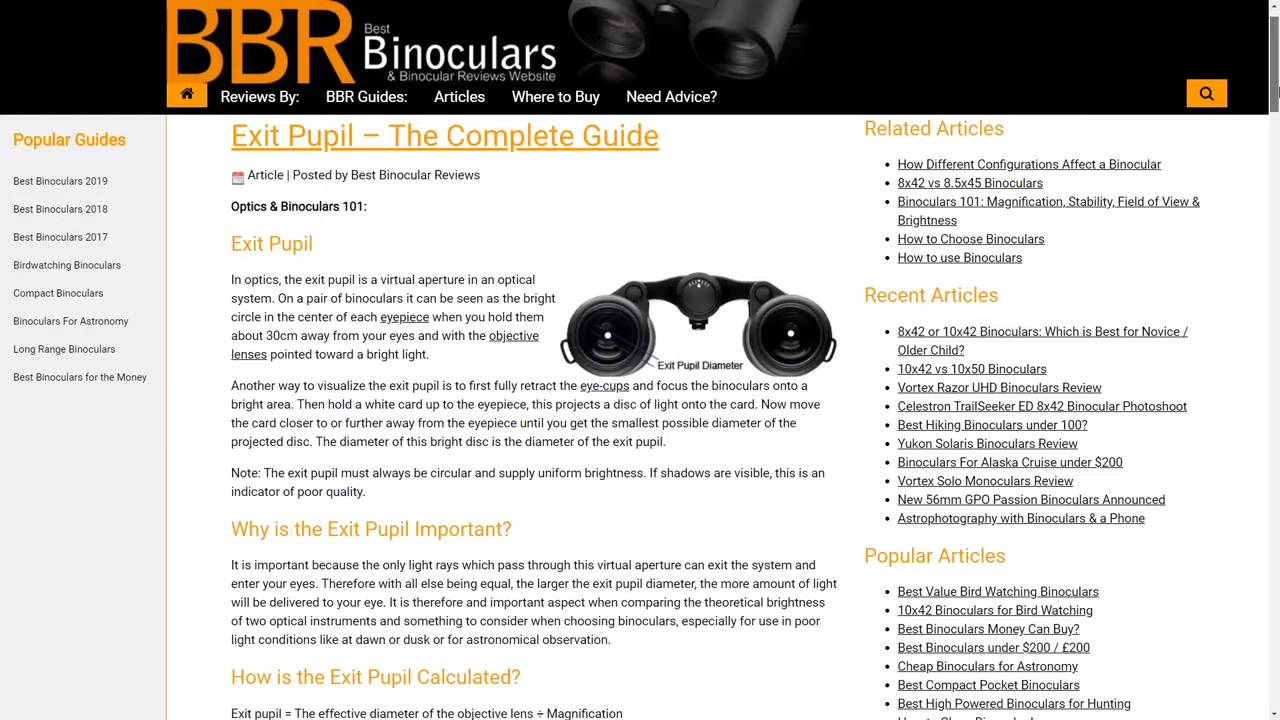 BBR Best
Binoculars
& Binocular Reviews Website
Reviews By: BBR Guides: Articles Where to Buy Need Advice?
Popular Guides
Best Binoculars 2019
Best Binoculars 2018
Best Binoculars 2017
Birdwatching Binoculars
Compact Binoculars
Binoculars For Astronomy
Long Range Binoculars
Best Binoculars for the Money
Exit Pupil – The Complete Guide
Article | Posted by Best Binocular Reviews
Optics & Binoculars 101:
Exit Pupil
In optics, the exit pupil is a virtual aperture in an optical
system. On a pair of binoculars it can be seen as the bright
circle in the center of each eyepiece when you hold them
about 30cm away from your eyes and with the objective
lenses pointed toward a bright light.
Exit Pupil Diameter
Another way to visualize the exit pupil is to first fully retract the eye-cups and focus the binoculars onto a
bright area. Then hold a white card up to the eyepiece, this projects a disc of light onto the card. Now move
the card closer to or further away from the eyepiece until you get the smallest possible diameter of the
projected disc. The diameter of this bright disc is the diameter of the exit pupil.
Note: The exit pupil must always be circular and supply uniform brightness. If shadows are visible, this is an
indicator of poor quality.
Why is the Exit Pupil Important?
It is important because the only light rays which pass through this virtual aperture can exit the system and
enter your eyes. Therefore with all else being equal, the larger the exit pupil diameter, the more amount of light
will be delivered to your eye. It is therefore and important aspect when comparing the theoretical brightness
of two optical instruments and something to consider when choosing binoculars, especially for use in poor
light conditions like at dawn or dusk or for astronomical observation.
How is the Exit Pupil Calculated?
Exit pupil = The effective diameter of the objective lens ÷ Magnification
Related Articles
How Different Configurations Affect a Binocular
8x42 vs 8.5x45 Binoculars
Binoculars 101: Magnification, Stability, Field of View &
Brightness
How to Choose Binoculars
How to use Binoculars
Recent Articles
8x42 or 10x42 Binoculars: Which is Best for Novice /
Older Child?
10x42 vs 10x50 Binoculars
Vortex Razor UHD Binoculars Review
Celestron TrailSeeker ED 8x42 Binocular Photoshoot
Best Hiking Binoculars under 100?
Yukon Solaris Binoculars Review
Binoculars For Alaska Cruise under $200
Vortex Solo Monoculars Review
New 56mm GPO Passion Binoculars Announced
Astrophotography with Binoculars & a Phone
Popular Articles
Best Value Bird Watching Binoculars
10x42 Binoculars for Bird Watching
Best Binoculars Money Can Buy?
Best Binoculars under $200 / £200
Cheap Binoculars for Astronomy
Best Compact Pocket Binoculars
Best High Powered Binoculars for Hunting